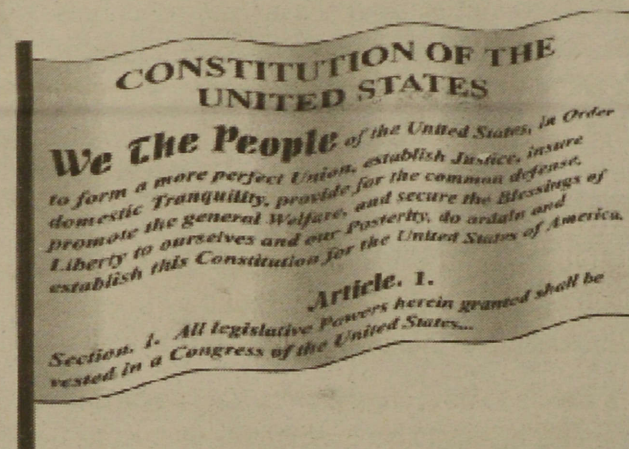 CONSTITUTION OF THE
UNITED STATES
We The People of the United States, in Order
to form a more perfect Union, establish Justice, insure
domestic Tranquility, provide for the common defense,
promote the general Welfare, and secure the Blessings of
Liberty to ourselves and our Posterity, do ordain and
establish this Constitution for the United States of America.
Article. 1.
Section. 1. All legislative Powers herein granted shall be
vested in a Congress of the United States...